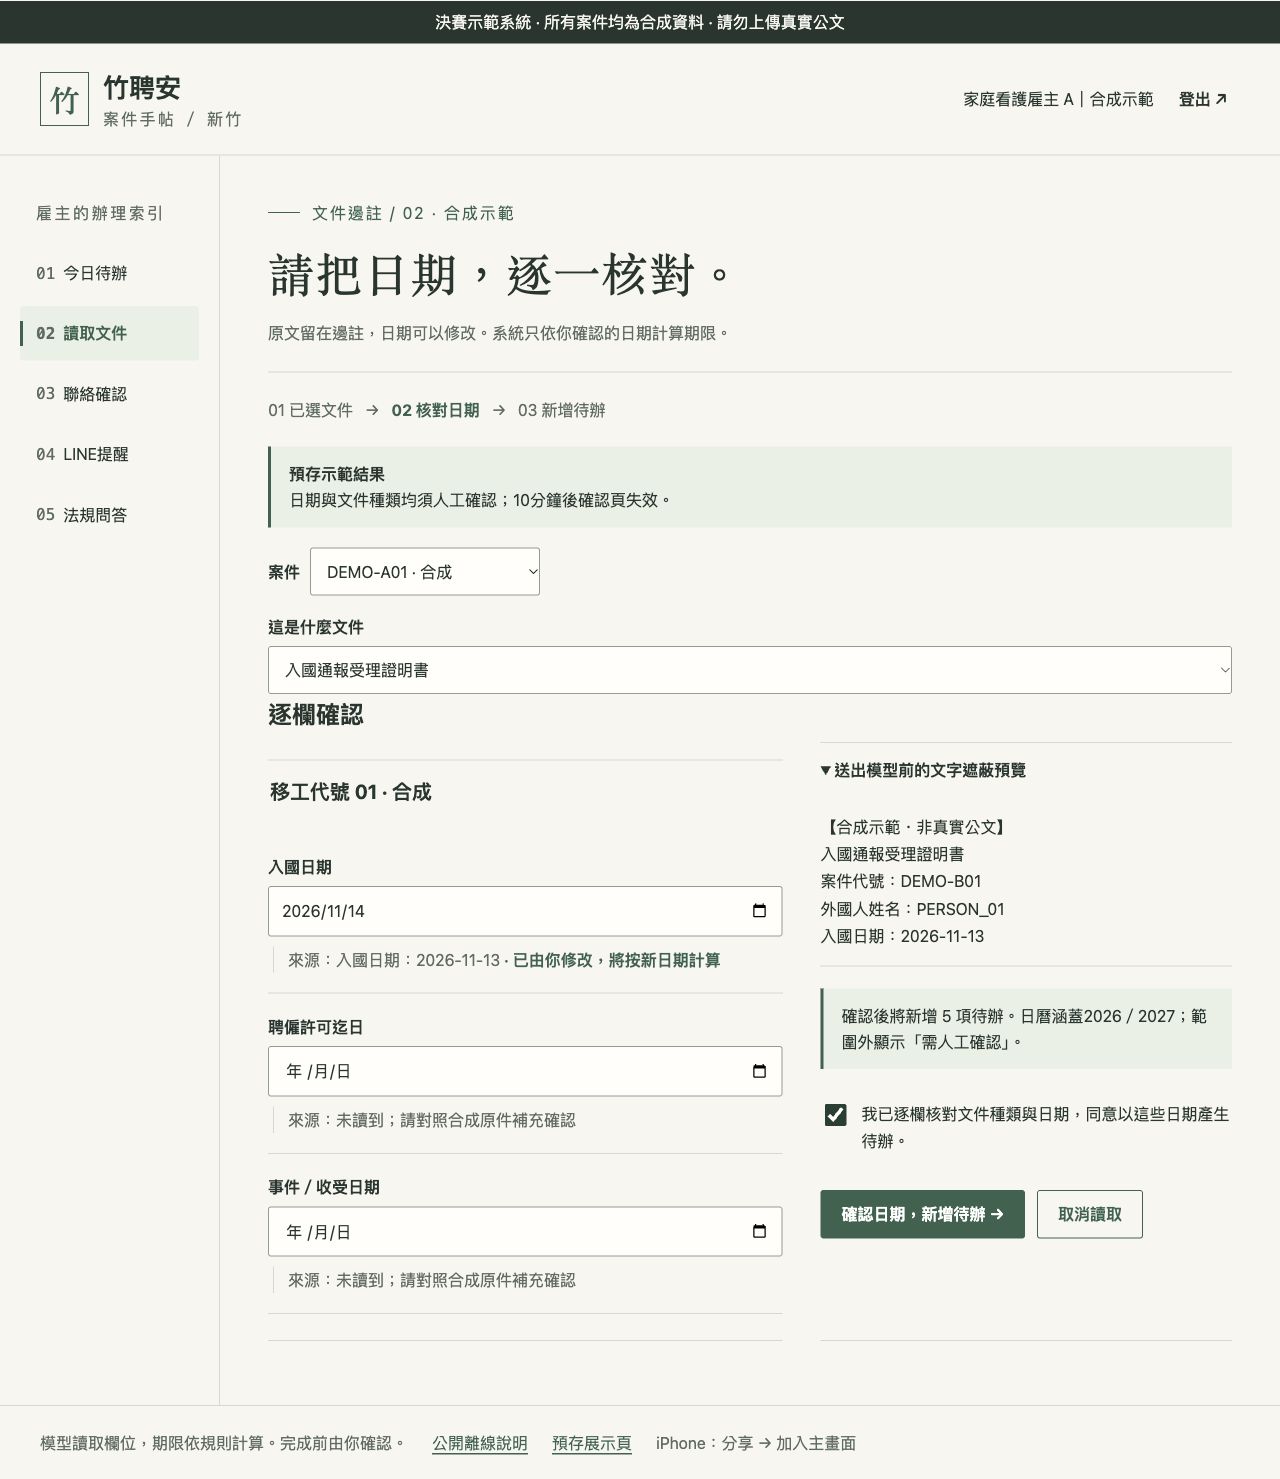 決賽示範系統 · 所有案件均為合成資料 · 請勿上傳真實公文
竹
竹聘安
案件手帖 / 新竹
家庭看護雇主 A｜合成示範
登出 ↗
雇主的辦理索引
01 今日待辦
02 讀取文件
03 聯絡確認
04 LINE提醒
05 法規問答
文件邊註 / 02 · 合成示範
請把日期，逐一核對。
原文留在邊註，日期可以修改。系統只依你確認的日期計算期限。
01 已選文件 → 02 核對日期 → 03 新增待辦
預存示範結果
日期與文件種類均須人工確認；10分鐘後確認頁失效。
案件 DEMO-A01 · 合成
這是什麼文件
入國通報受理證明書
逐欄確認
移工代號 01 · 合成
入國日期
2026/11/14
來源：入國日期：2026-11-13 · 已由你修改，將按新日期計算
聘僱許可迄日
年 /月/日
來源：未讀到；請對照合成原件補充確認
事件 / 收受日期
年 /月/日
來源：未讀到；請對照合成原件補充確認
▼ 送出模型前的文字遮蔽預覽
【合成示範．非真實公文】
入國通報受理證明書
案件代號：DEMO-B01
外國人姓名：PERSON_01
入國日期：2026-11-13
確認後將新增 5 項待辦。日曆涵蓋2026 / 2027；範
圍外顯示「需人工確認」。
我已逐欄核對文件種類與日期，同意以這些日期產生
待辦。
確認日期，新增待辦 →
取消讀取
模型讀取欄位，期限依規則計算。完成前由你確認。
公開離線說明
預存展示頁
iPhone：分享 → 加入主畫面